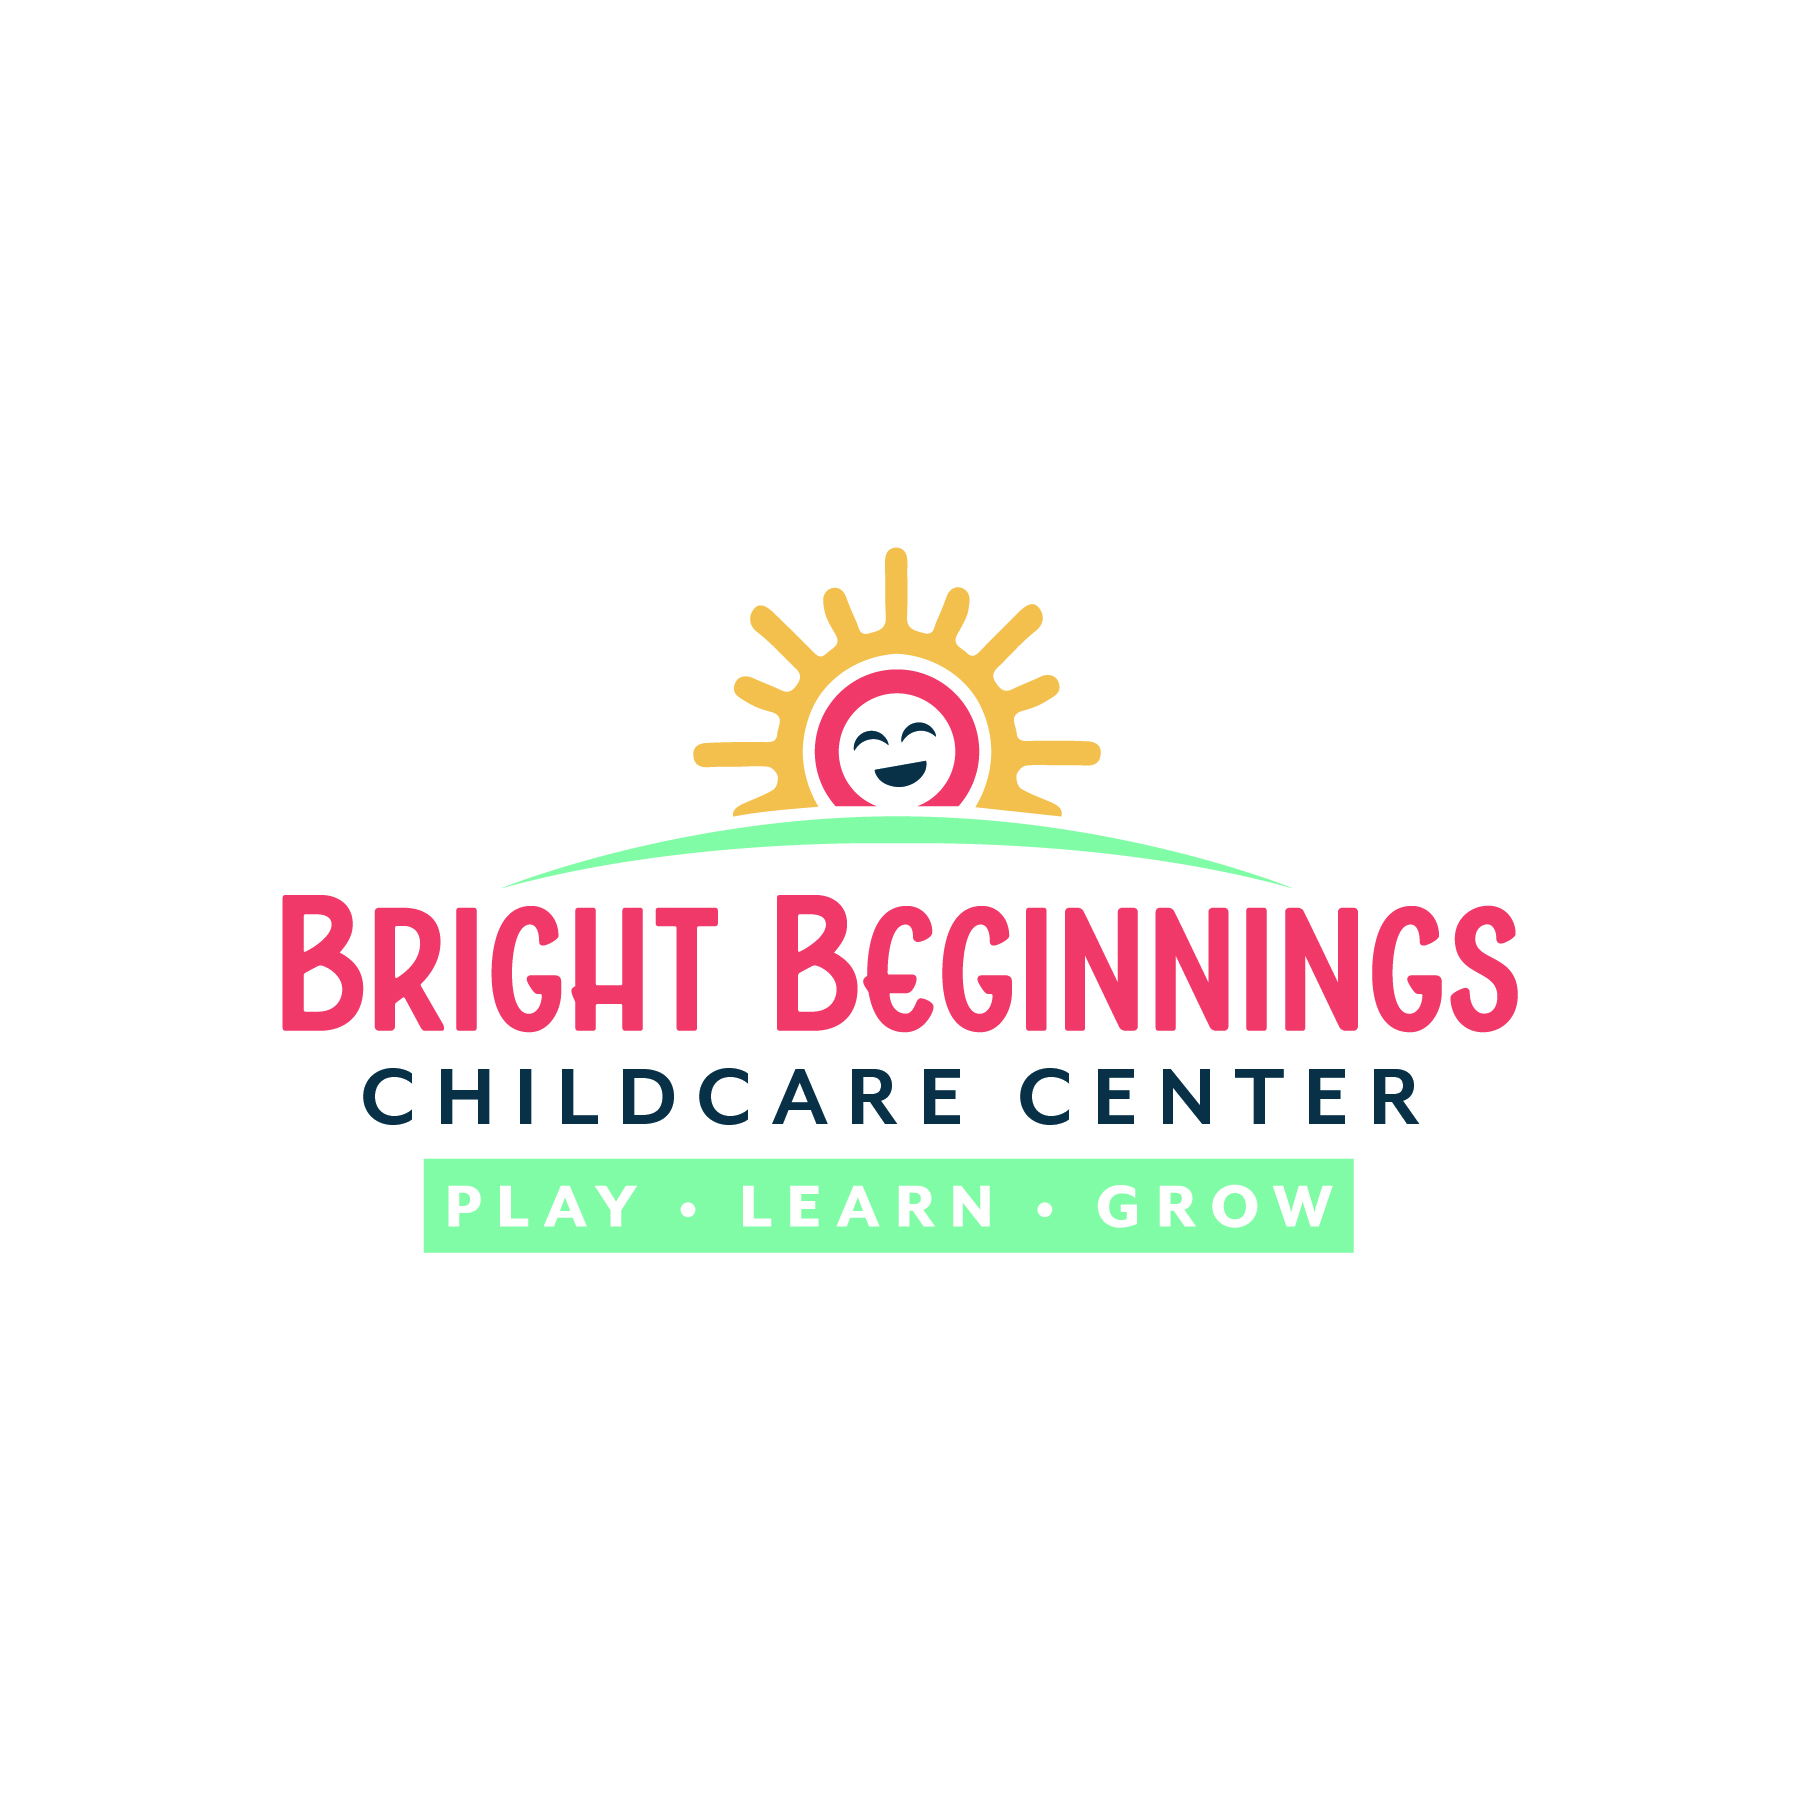 BRIGHT BEGINNINGS
CHILDCARE CENTER
PLAY • LEARN • GROW